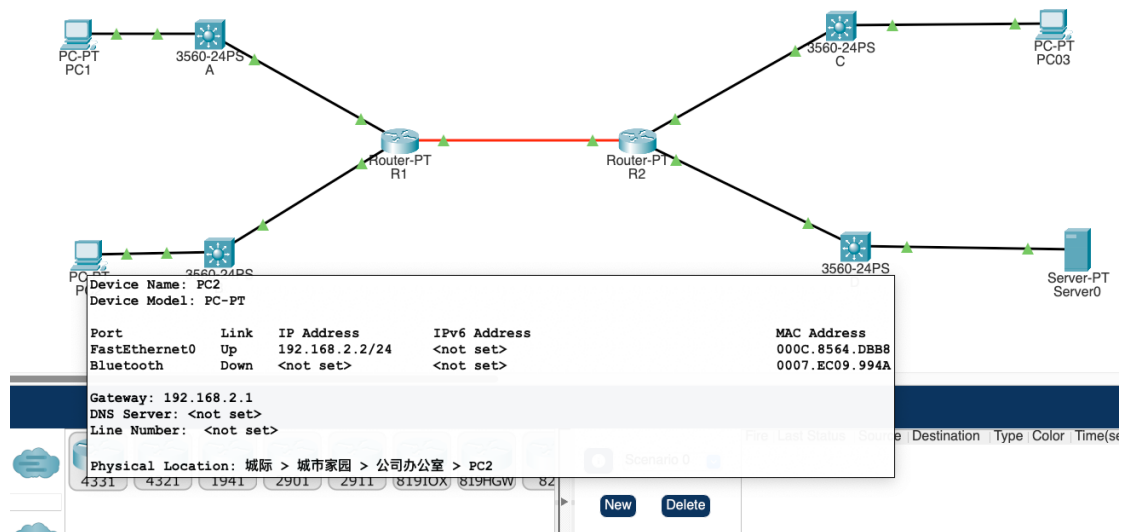 PC-PT
PC1
3560-24PS
A
3560-24PS
C
PC-PT
PC03
Router-PT
R1
Router-PT
R2
3560-24PS
3560-24PS
Server-PT
Server0
Device Name: PC2
Device Model: PC-PT
Port Link IP Address IPv6 Address MAC Address
FastEthernet0 Up 192.168.2.2/24 <not set> 000C.8564.DBB8
Bluetooth Down <not set> <not set> 0007.EC09.994A
Gateway: 192.168.2.1
DNS Server: <not set>
Line Number: <not set>
Physical Location: 城际 > 城市家园 > 公司办公室 > PC2
Fire Last Status Source Destination Type Color Time(se
Scenario 0
4331 4321 1941 2901 2911 819IOX 819HGW 82
New Delete